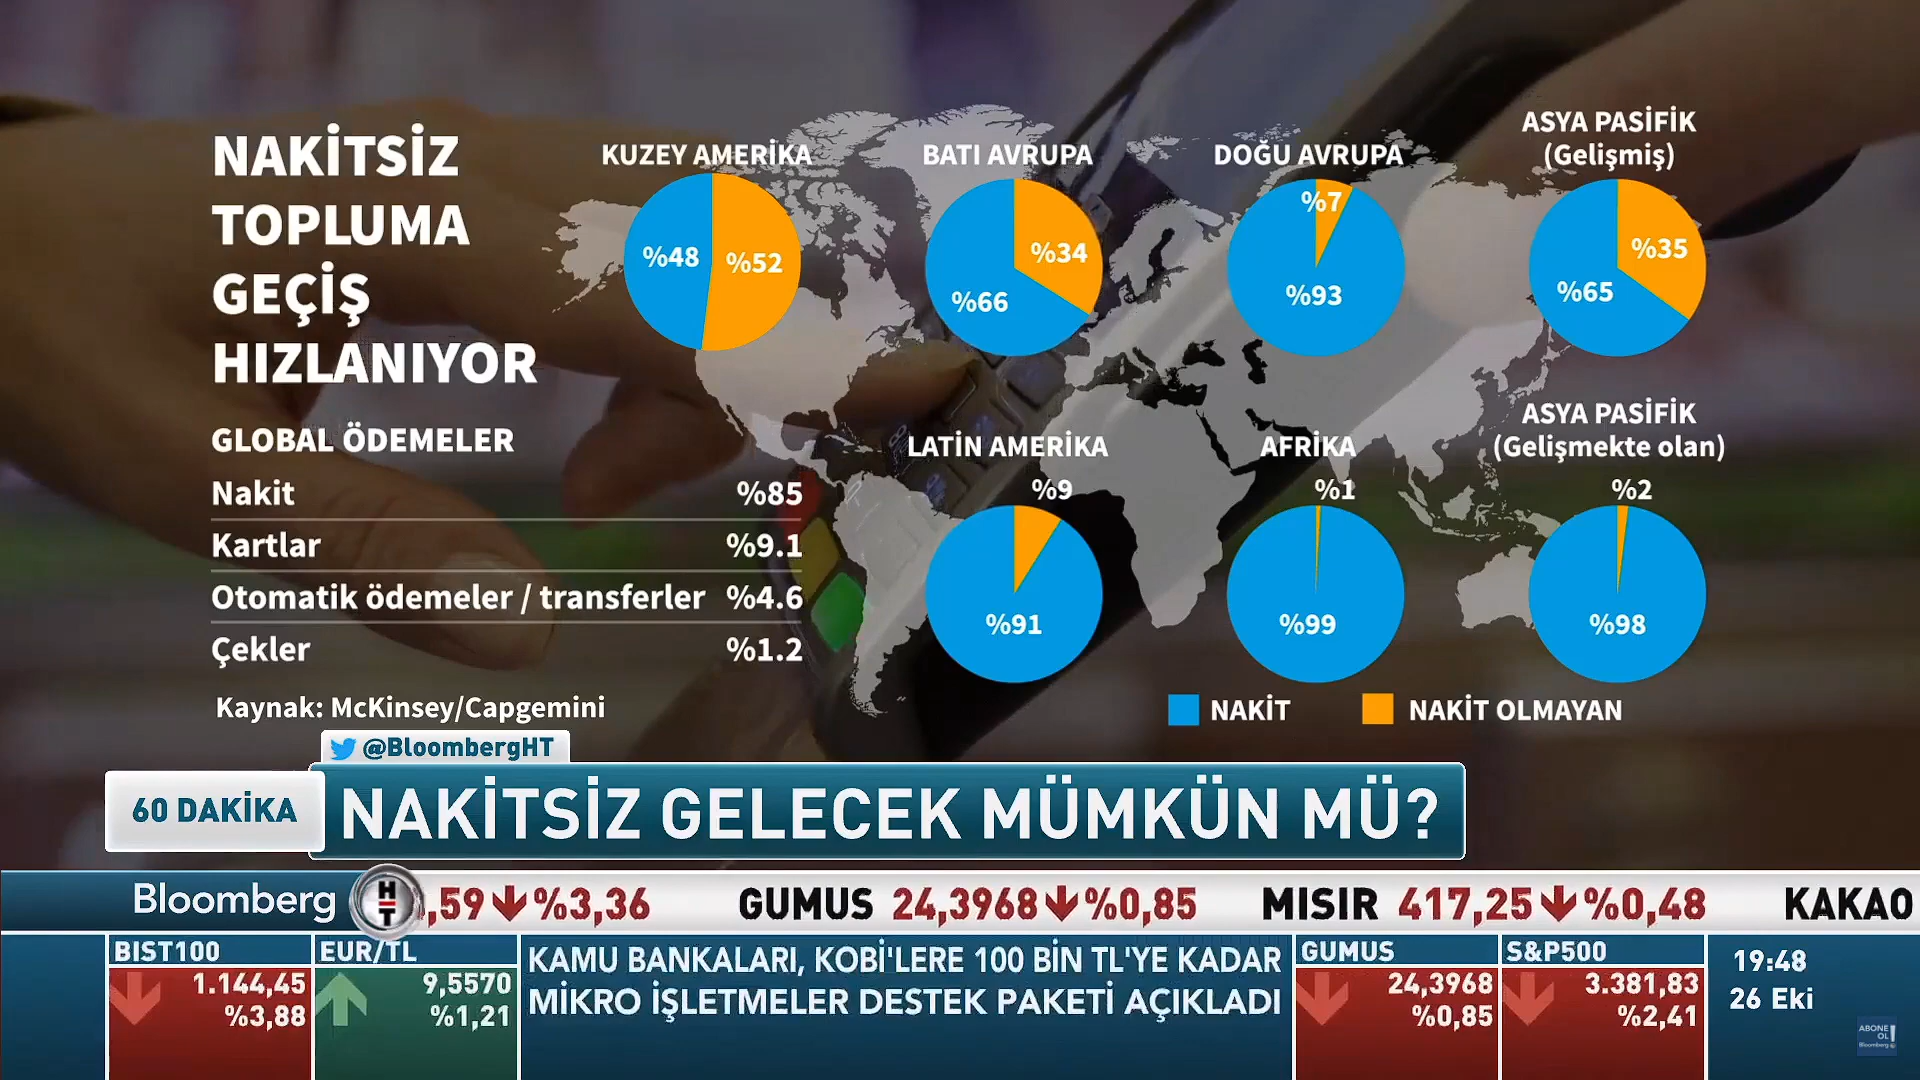 NAKİTSİZ
TOPLUMA
GEÇİŞ
HIZLANIYOR
GLOBAL ÖDEMELER
Nakit %85
Kartlar %9.1
Otomatik ödemeler / transferler %4.6
Çekler %1.2
Kaynak: McKinsey/Capgemini
KUZEY AMERİKA
%48 %52
BATI AVRUPA
%34
%66
DOĞU AVRUPA
%7
%93
ASYA PASİFİK
(Gelişmiş)
%35
%65
LATİN AMERİKA
%9
%91
AFRİKA
%1
%99
ASYA PASİFİK
(Gelişmekte olan)
%2
%98
NAKİT NAKİT OLMAYAN
@BloombergHT
60 DAKİKA
NAKİTSİZ GELECEK MÜMKÜN MÜ?
Bloomberg HT
,59 %3,36 GUMUS 24,3968 %0,85 MISIR 417,25 %0,48 KAKAO
BIST100
1.144,45
%3,88
EUR/TL
9,5570
%1,21
KAMU BANKALARI, KOBİ'LERE 100 BİN TL'YE KADAR
MİKRO İŞLETMELER DESTEK PAKETİ AÇIKLADI
GUMUS
24,3968
%0,85
S&P500
3.381,83
%2,41
19:48
26 Eki
ABONE
OL!
Bloomberg